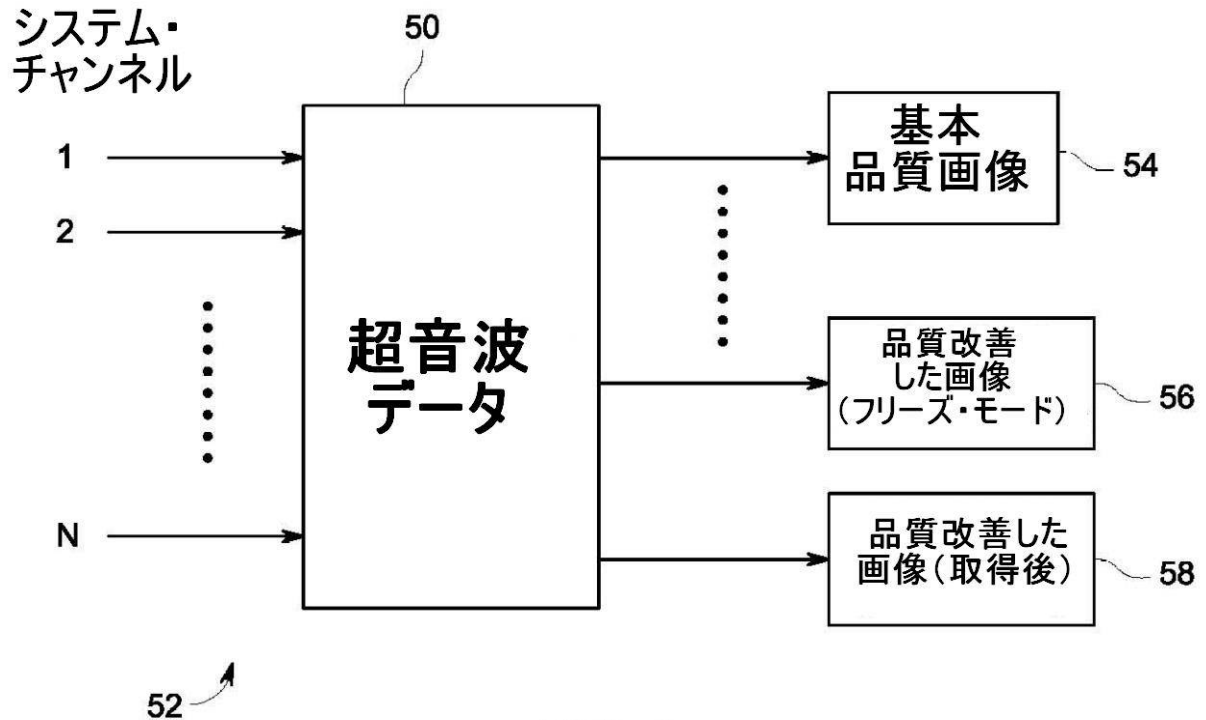 システム・
チャンネル
50
1
2
N
52
超音波
データ
基本
品質画像
54
品質改善
した画像
(フリーズ・モード)
56
品質改善した
画像(取得後)
58